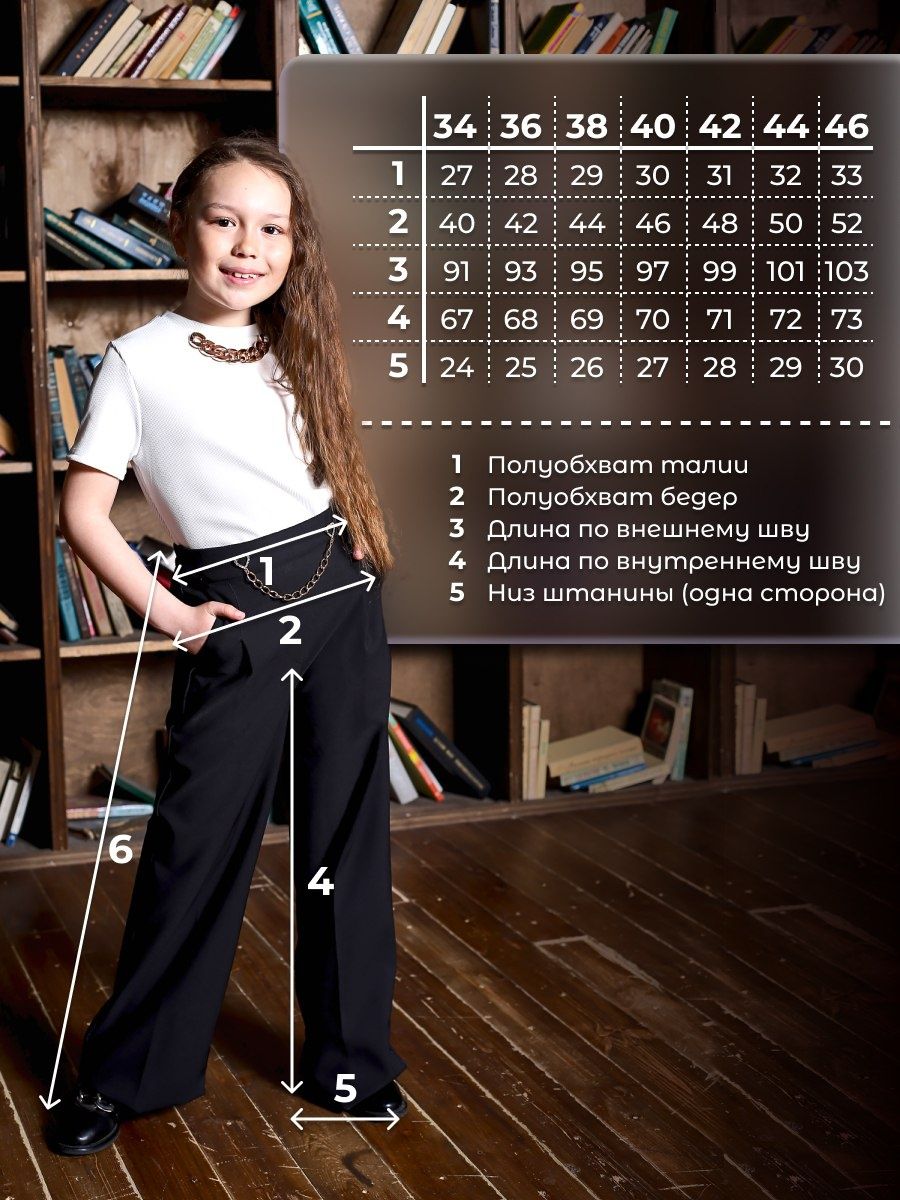 34 36 38 40 42 44 46
1 27 28 29 30 31 32 33
2 40 42 44 46 48 50 52
3 91 93 95 97 99 101 103
4 67 68 69 70 71 72 73
5 24 25 26 27 28 29 30
1 Полуобхват талии
2 Полуобхват бедер
3 Длина по внешнему шву
4 Длина по внутреннему шву
5 Низ штанины (одна сторона)
1
2
6
4
5